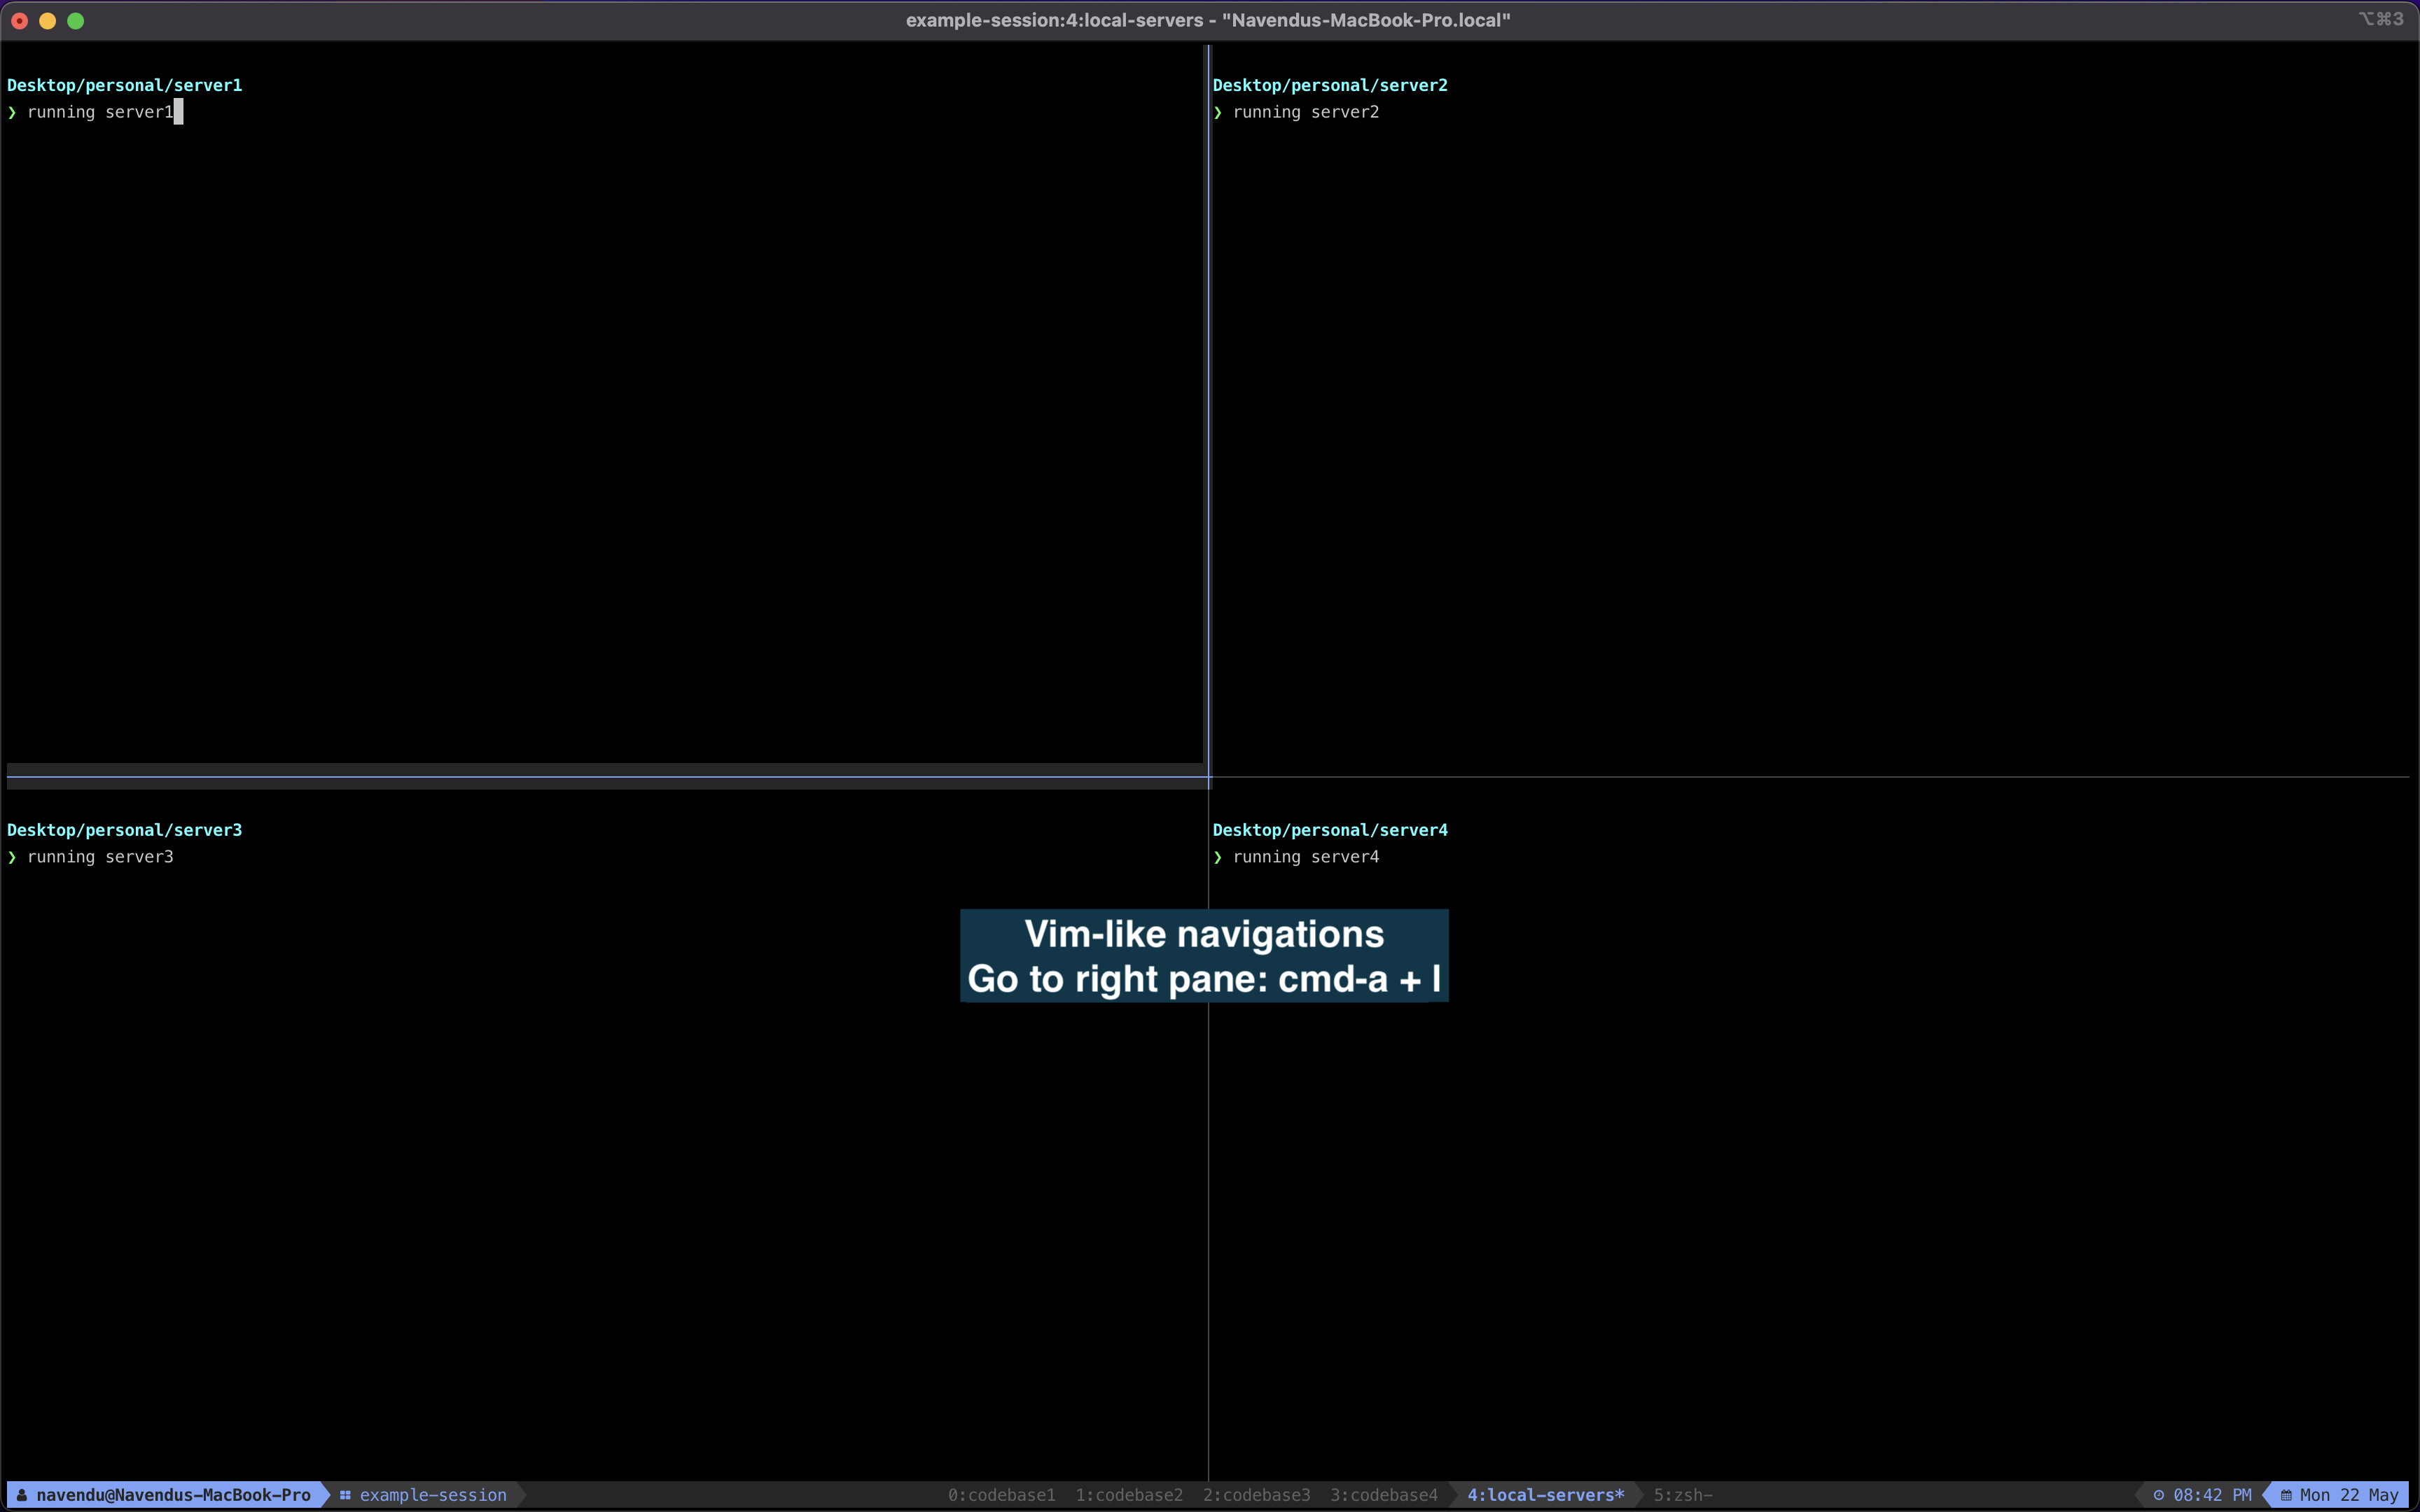 example-session:4:local-servers - "Navendus-MacBook-Pro.local"
⌥⌘3
Desktop/personal/server1
❯ running server1
Desktop/personal/server2
❯ running server2
Desktop/personal/server3
❯ running server3
Desktop/personal/server4
❯ running server4
Vim-like navigations
Go to right pane: cmd-a + l
navendu@Navendus-MacBook-Pro
example-session
0:codebase1 1:codebase2 2:codebase3 3:codebase4 4:local-servers* 5:zsh-
08:42 PM
Mon 22 May